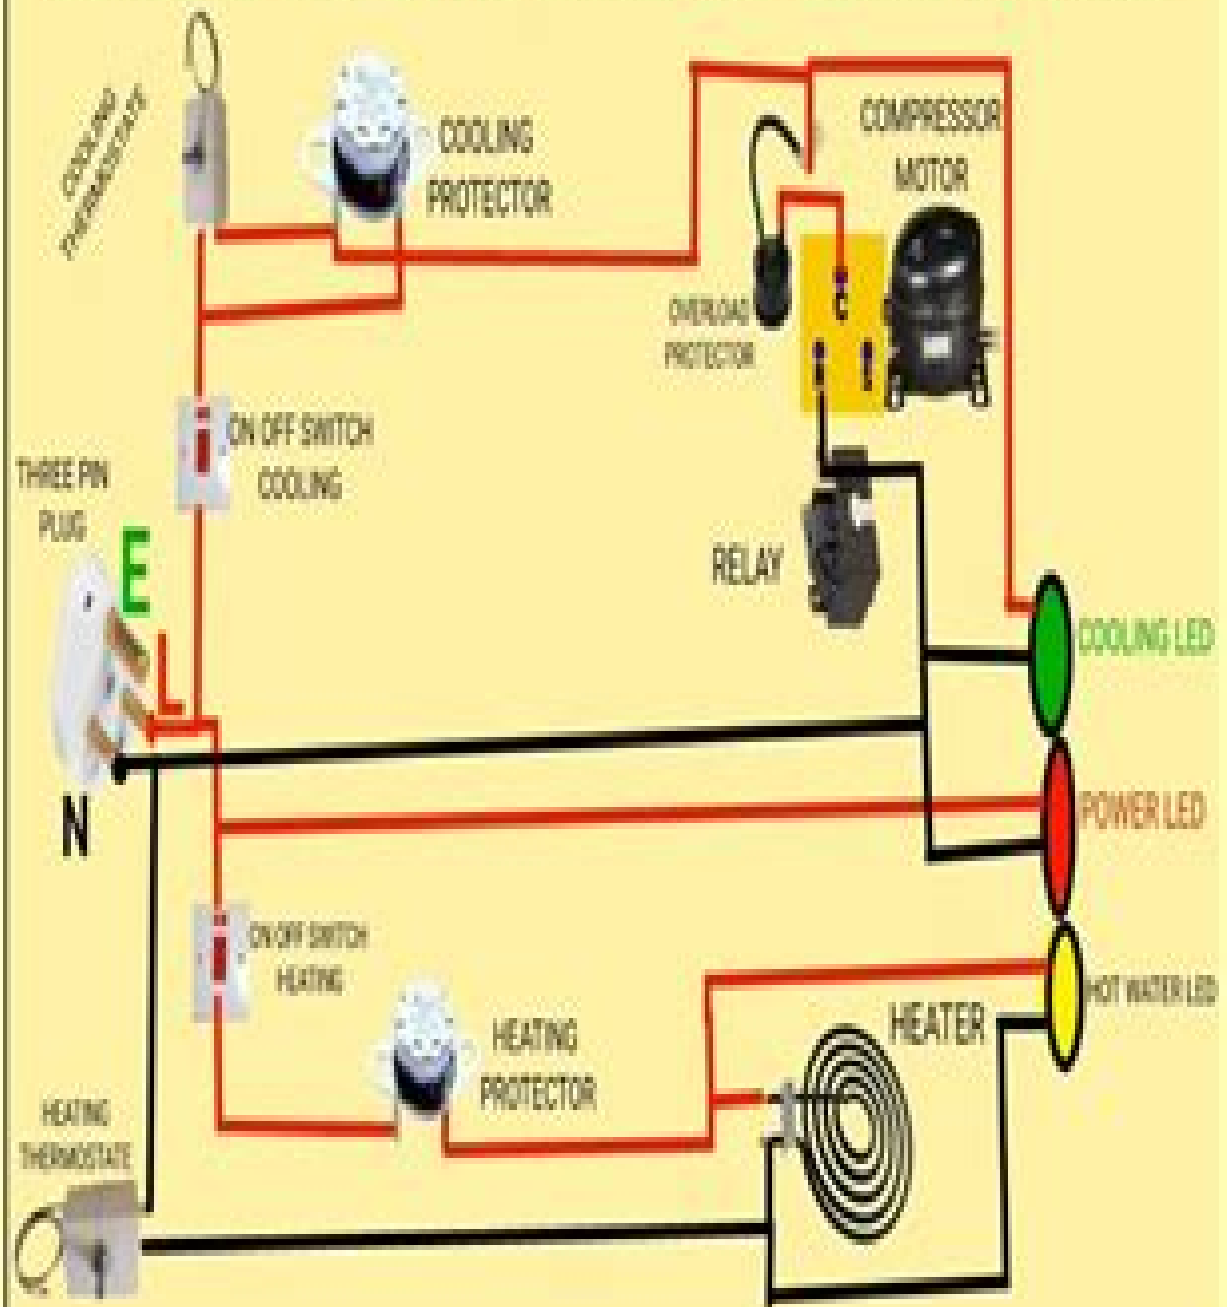 COOLING
THERMOSTATE
COOLING
PROTECTOR
COMPRESSOR
MOTOR
OVERLOAD
PROTECTOR
C
ON OFF SWITCH
COOLING
THREE PIN
PLUG
E
L
N
RELAY
COOLING LED
POWER LED
ON OFF SWITCH
HEATING
HOT WATER LED
HEATER
HEATING
PROTECTOR
HEATING
THERMOSTATE